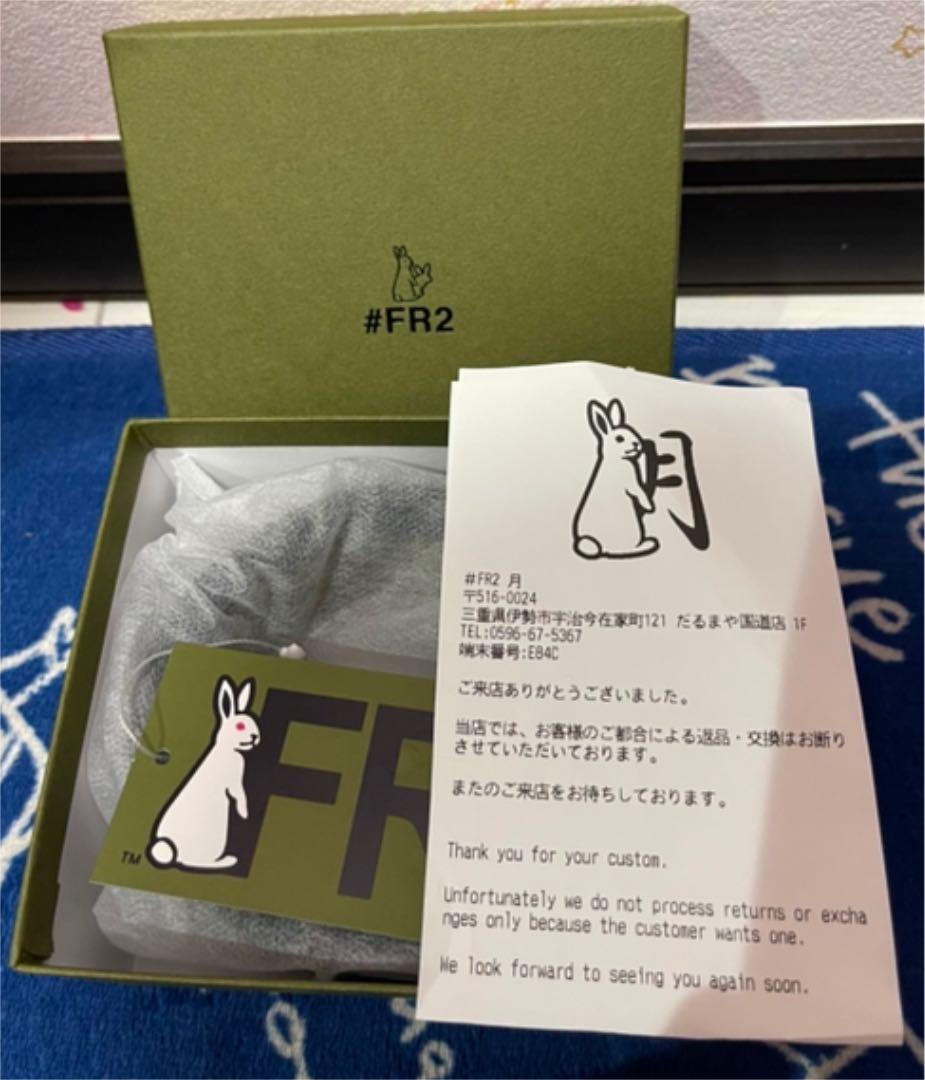 #FR2
月
#FR2 月
〒516-0024
三重県伊勢市宇治今在家町121 だるまや国道店 1F
TEL:0596-67-5367
端末番号:E84C
ご来店ありがとうございました。
当店では、お客様のご都合による返品・交換はお断り
させていただいております。
またのご来店をお待ちしております。
Thank you for your custom.
Unfortunately we do not process returns or excha
nges only because the customer wants one.
We look forward to seeing you again soon.
FR
TM